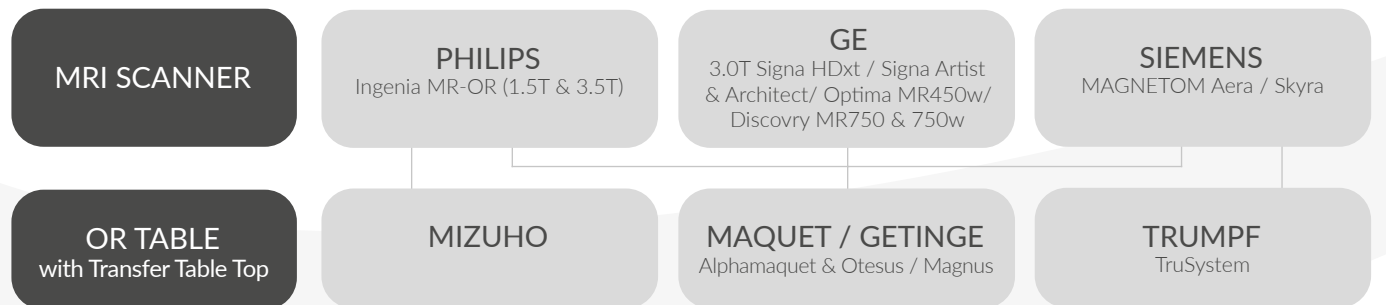 MRI SCANNER
PHILIPS
Ingenia MR-OR (1.5T & 3.5T)
GE
3.0T Signa HDxt / Signa Artist
& Architect/ Optima MR450w/
Discovry MR750 & 750w
SIEMENS
MAGNETOM Aera / Skyra
OR TABLE
with Transfer Table Top
MIZUHO
MAQUET / GETINGE
Alphamaquet & Otesus / Magnus
TRUMPF
TruSystem